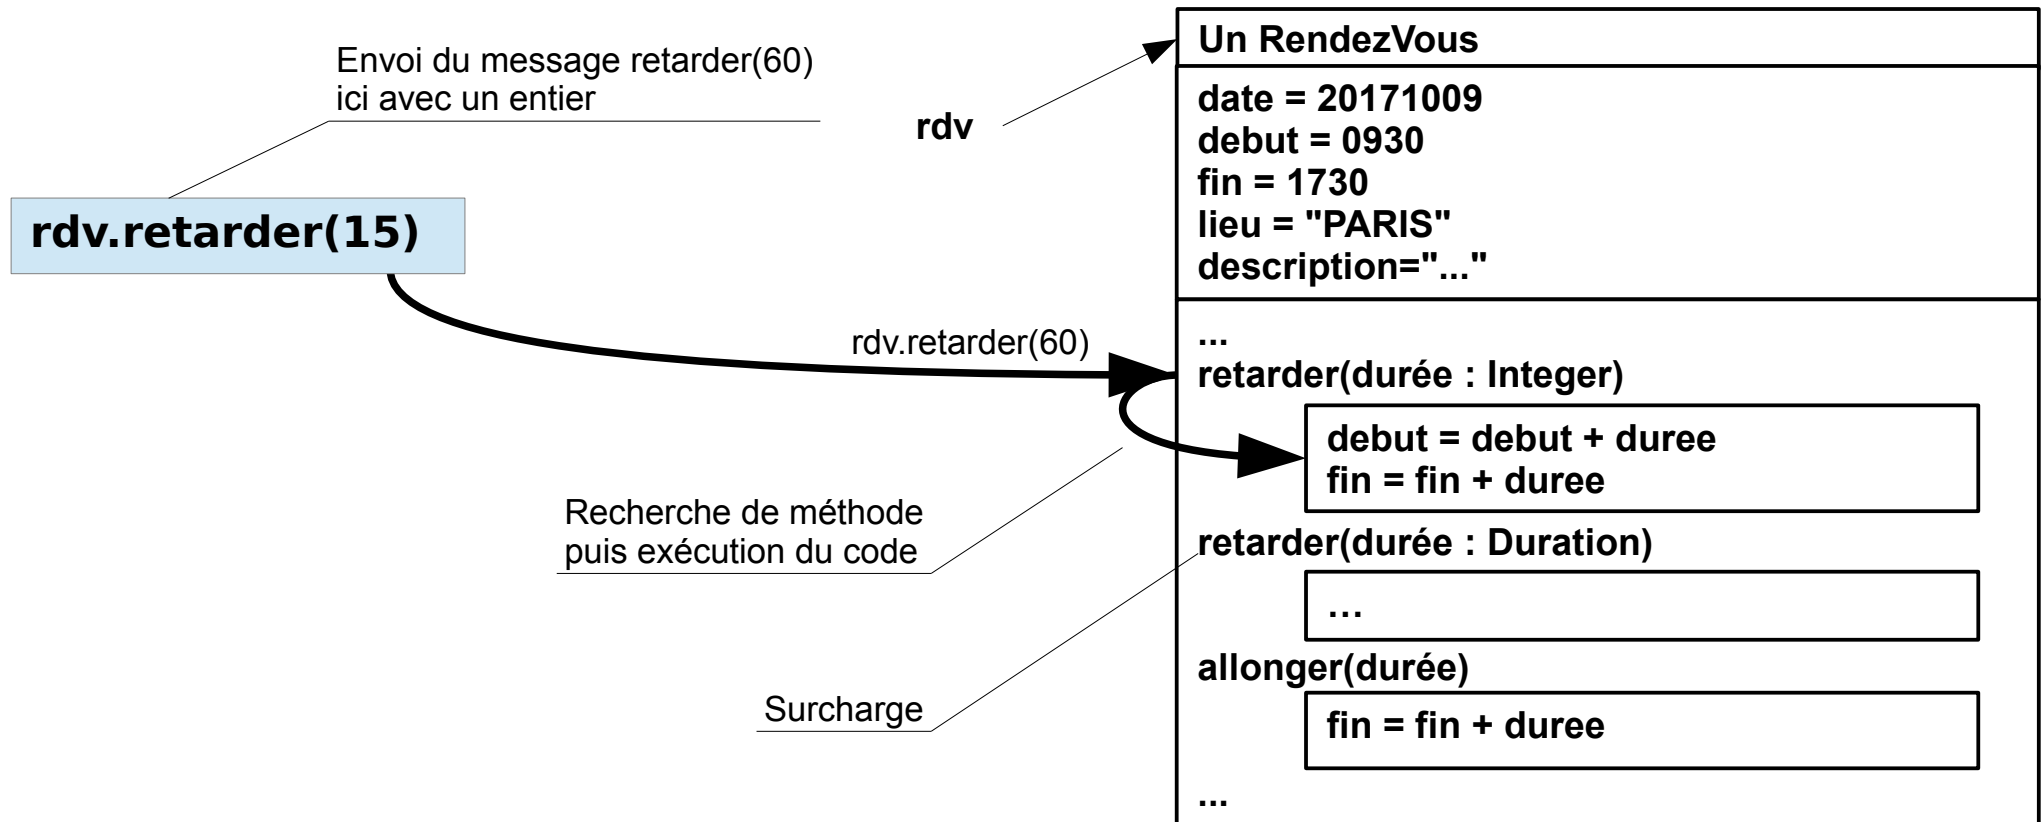 Envoi du message retarder(60)
ici avec un entier
rdv
rdv.retarder(15)
rdv.retarder(60)
Recherche de méthode
puis exécution du code
Surcharge
Un RendezVous
date = 20171009
debut = 0930
fin = 1730
lieu = "PARIS"
description="..."
...
retarder(durée : Integer)
debut = debut + duree
fin = fin + duree
retarder(durée : Duration)
…
allonger(durée)
fin = fin + duree
...